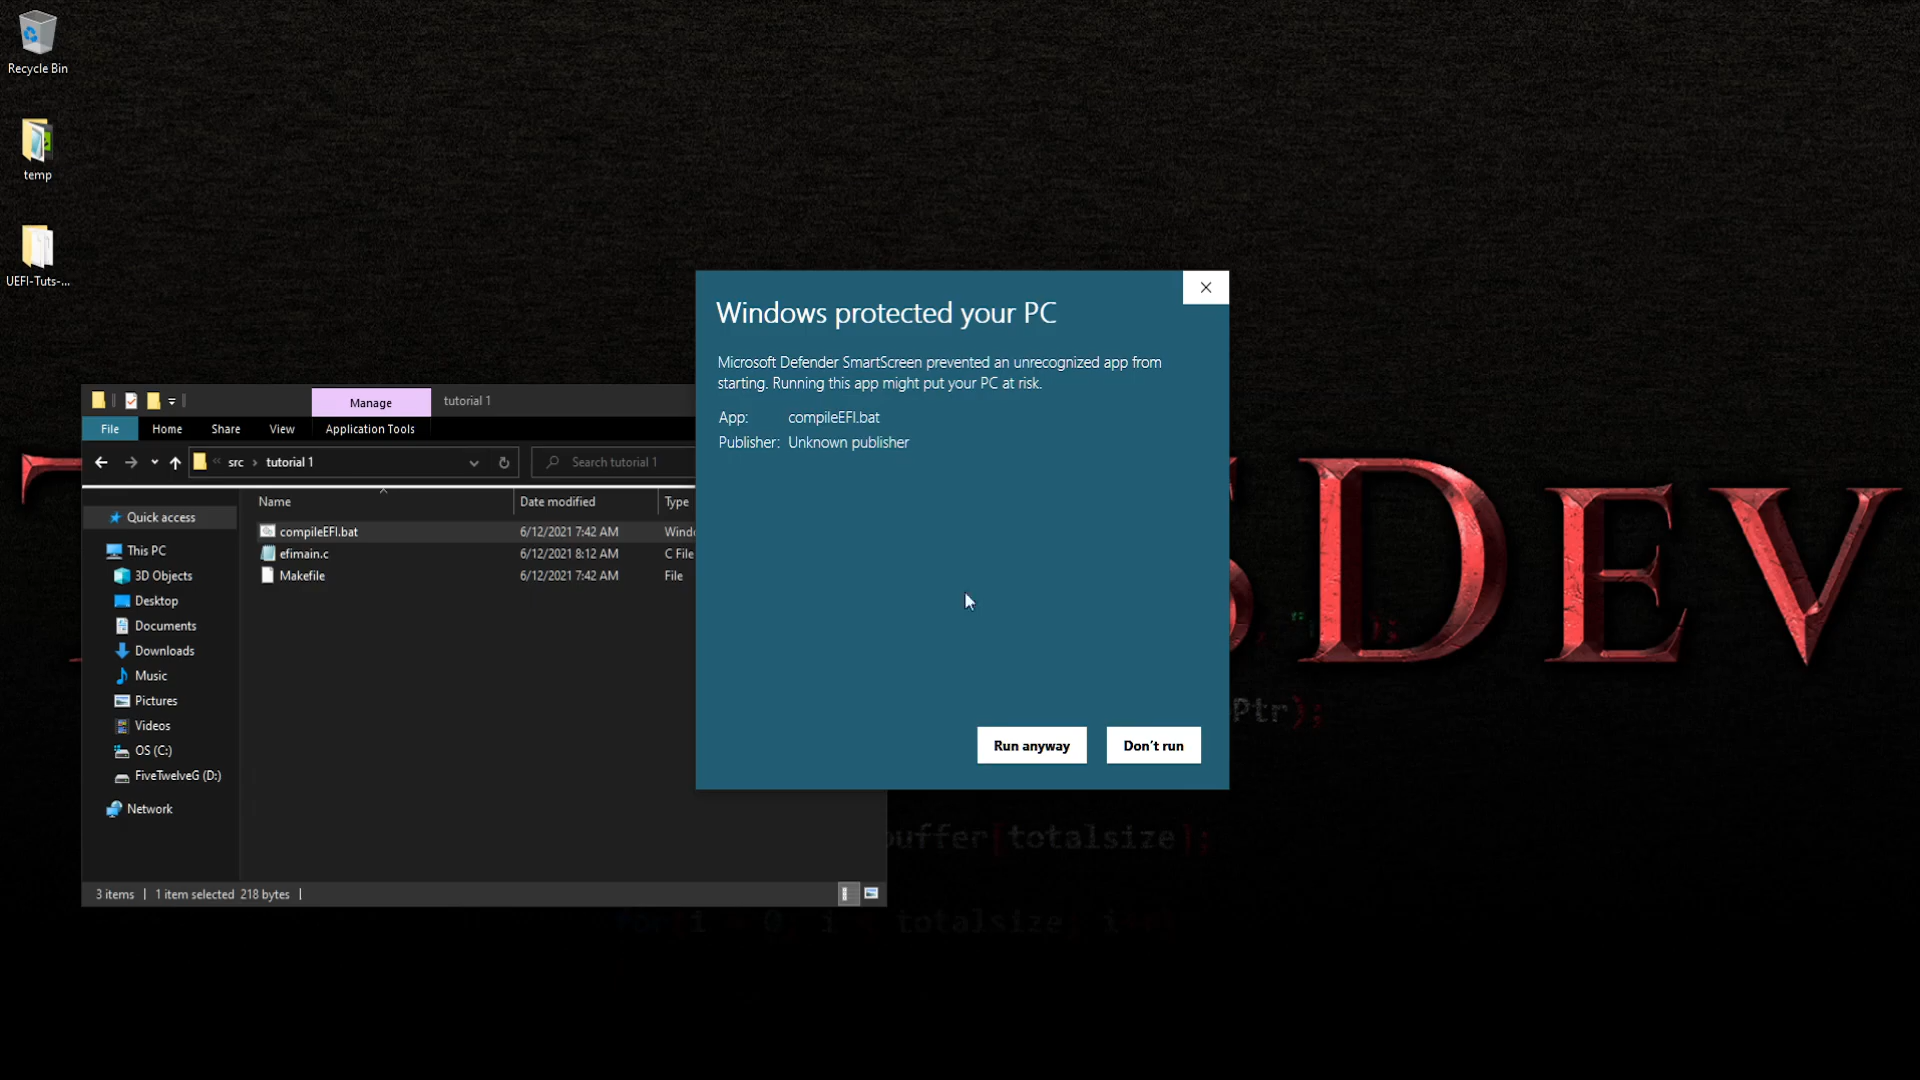 Recycle Bin
temp
UEFI-Tuts-...
Windows protected your PC
Microsoft Defender SmartScreen prevented an unrecognized app from
starting. Running this app might put your PC at risk.
App: compileEFI.bat
Publisher: Unknown publisher
Run anyway Don't run
Manage tutorial 1
File Home Share View Application Tools
« src › tutorial 1 Search tutorial 1
Name Date modified Type
compileEFI.bat 6/12/2021 7:42 AM Windo
efimain.c 6/12/2021 8:12 AM C File
Makefile 6/12/2021 7:42 AM File
Quick access
This PC
3D Objects
Desktop
Documents
Downloads
Music
Pictures
Videos
OS (C:)
FiveTwelveG (D:)
Network
3 items 1 item selected 218 bytes
DEV
Ptr);
buffer[totalsize];
totalsize,